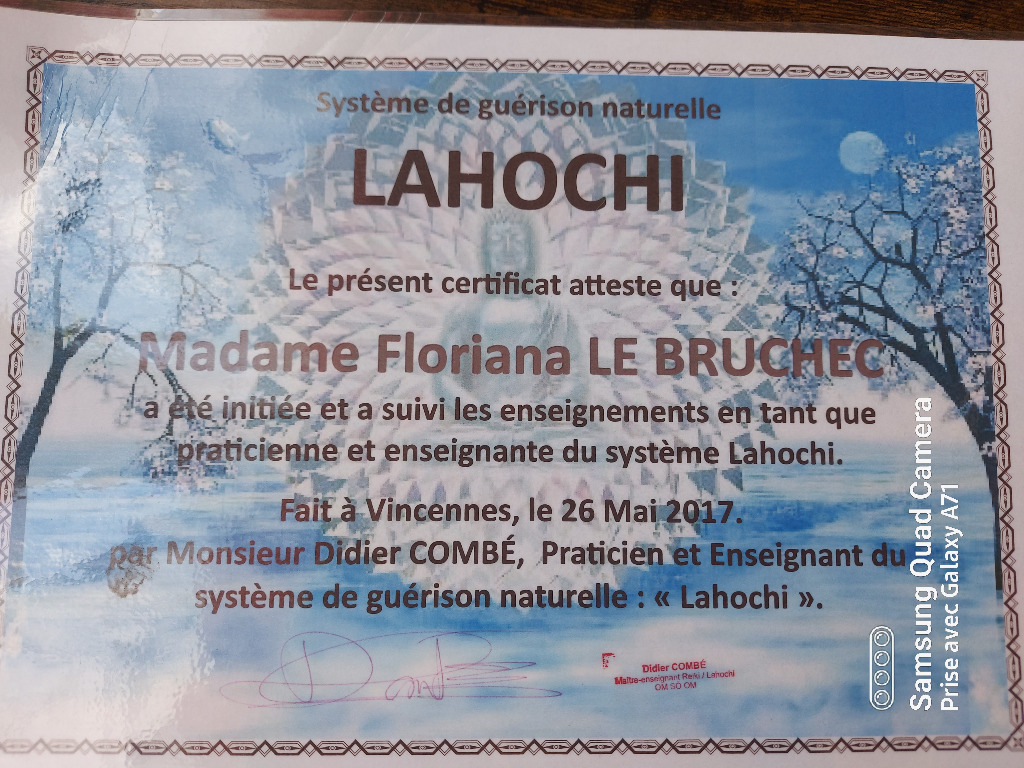 Système de guérison naturelle
LAHOCHI
Le présent certificat atteste que :
Madame Floriana LE BRUCHEC
a été initiée et a suivi les enseignements en tant que
praticienne et enseignante du système Lahochi.
Fait à Vincennes, le 26 Mai 2017.
par Monsieur Didier COMBÉ, Praticien et Enseignant du
système de guérison naturelle : « Lahochi ».
Didier COMBÉ
Maître-enseignant Reiki / Lahochi
OM SO OM
Samsung Quad Camera
Prise avec Galaxy A71